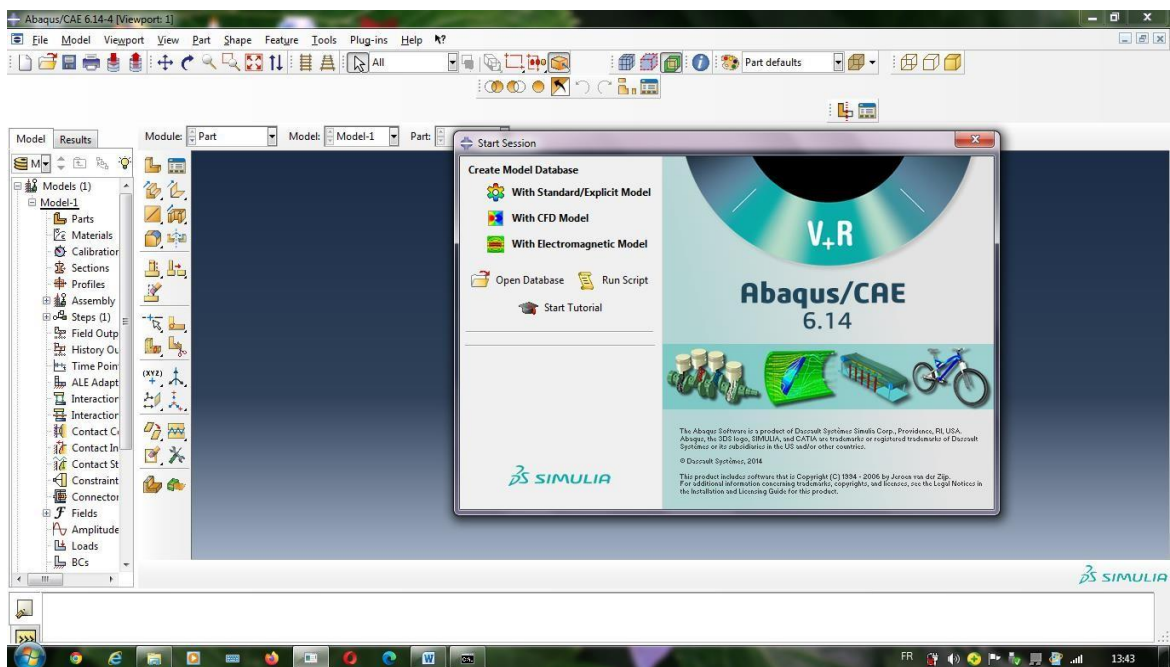 Abaqus/CAE 6.14-4 [Viewport: 1]
File Model Viewport View Part Shape Feature Tools Plug-ins Help
All
Part defaults
Model Results
Module: Part Model: Model-1 Part:
Models (1)
Model-1
Parts
Materials
Calibration
Sections
Profiles
Assembly
Steps (1)
Field Outp
History Ou
Time Poin
ALE Adapt
Interaction
Interaction
Contact Co
Contact In
Contact St
Constraint
Connector
Fields
Amplitude
Loads
BCs
(XYZ)
Start Session
Create Model Database
With Standard/Explicit Model
With CFD Model
With Electromagnetic Model
Open Database Run Script
Start Tutorial
SIMULIA
V+R
Abaqus/CAE
6.14
The Abaqus Software is a product of Dassault Systèmes Simulia Corp., Providence, RI, USA.
Abaqus, the 3DS logo, SIMULIA, and CATIA are trademarks or registered trademarks of Dassault
Systèmes or its subsidiaries in the US and/or other countries.
© Dassault Systèmes, 2014
This product includes software that is Copyright (C) 1994 - 2006 by Jeroen van der Zijp.
For additional information concerning trademarks, copyrights, and licenses, see the Legal Notices in
the Installation and Licensing Guide for this product.
SIMULIA
>>>
FR 13:43